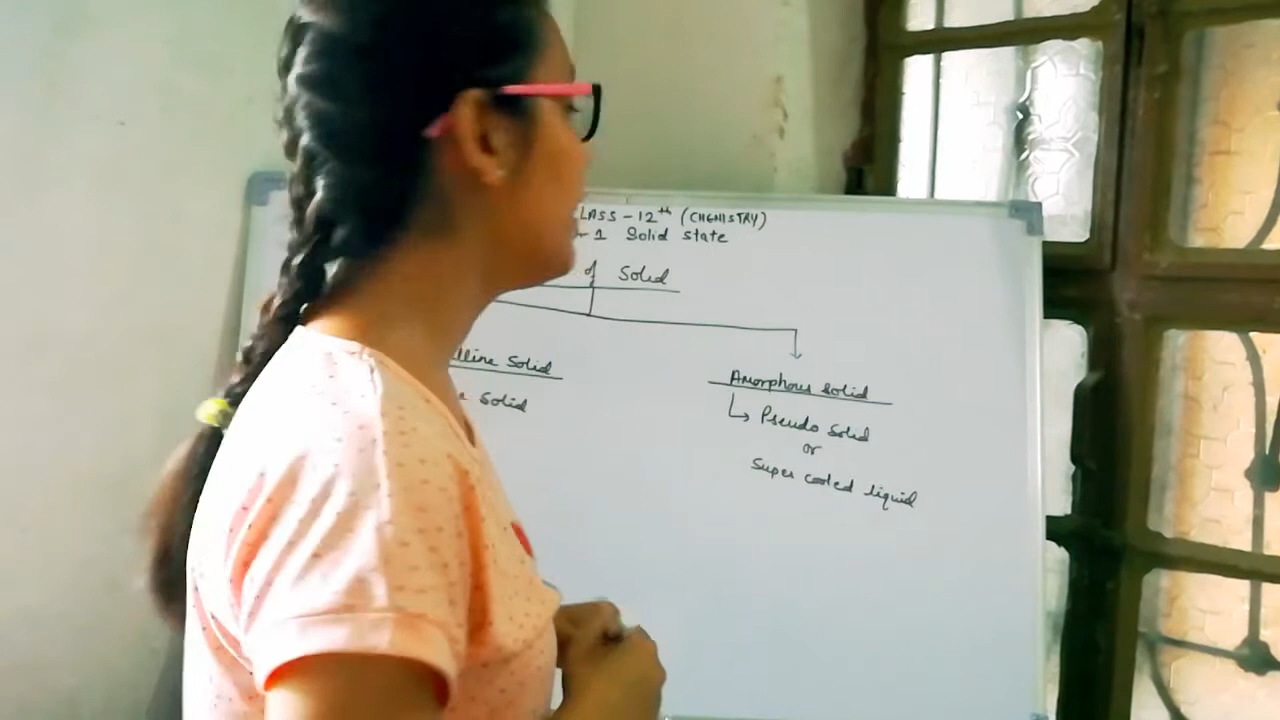 LASS - 12th (CHEMISTRY)
- 1 Solid state
of Solid
lline Solid
Solid
Amorphous solid
↳ Pseudo Solid
or
Super cooled liquid